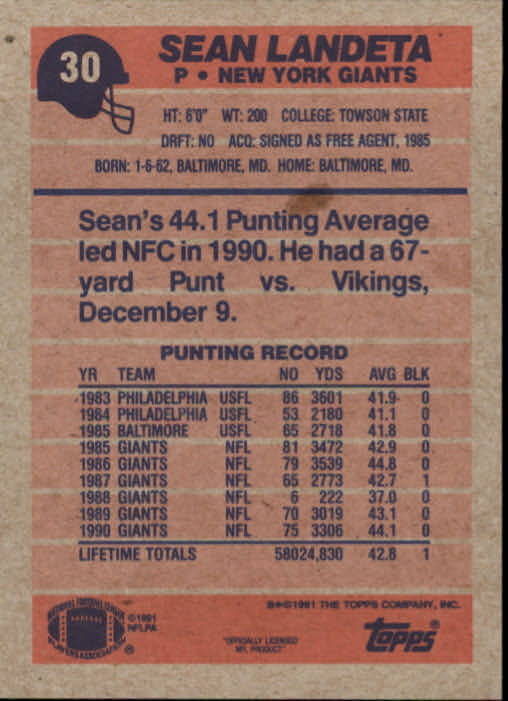 30
SEAN LANDETA
P • NEW YORK GIANTS
HT: 6'0" WT: 200 COLLEGE: TOWSON STATE
DRFT: NO ACQ: SIGNED AS FREE AGENT, 1985
BORN: 1-6-62, BALTIMORE, MD. HOME: BALTIMORE, MD.
Sean's 44.1 Punting Average
led NFC in 1990. He had a 67-
yard Punt vs. Vikings,
December 9.
PUNTING RECORD
YR TEAM NO YDS AVG BLK
1983 PHILADELPHIA USFL 86 3601 41.9 0
1984 PHILADELPHIA USFL 53 2180 41.1 0
1985 BALTIMORE USFL 65 2718 41.8 0
1985 GIANTS NFL 81 3472 42.9 0
1986 GIANTS NFL 79 3539 44.8 0
1987 GIANTS NFL 65 2773 42.7 1
1988 GIANTS NFL 6 222 37.0 0
1989 GIANTS NFL 70 3019 43.1 0
1990 GIANTS NFL 75 3306 44.1 0
LIFETIME TOTALS 580 24,830 42.8 1
NATIONAL FOOTBALL LEAGUE
PLAYERS ASSOCIATION
®
©1991
NFLPA
®*©1991 THE TOPPS COMPANY, INC.
"OFFICIALLY LICENSED
NFL PRODUCT"
topps®